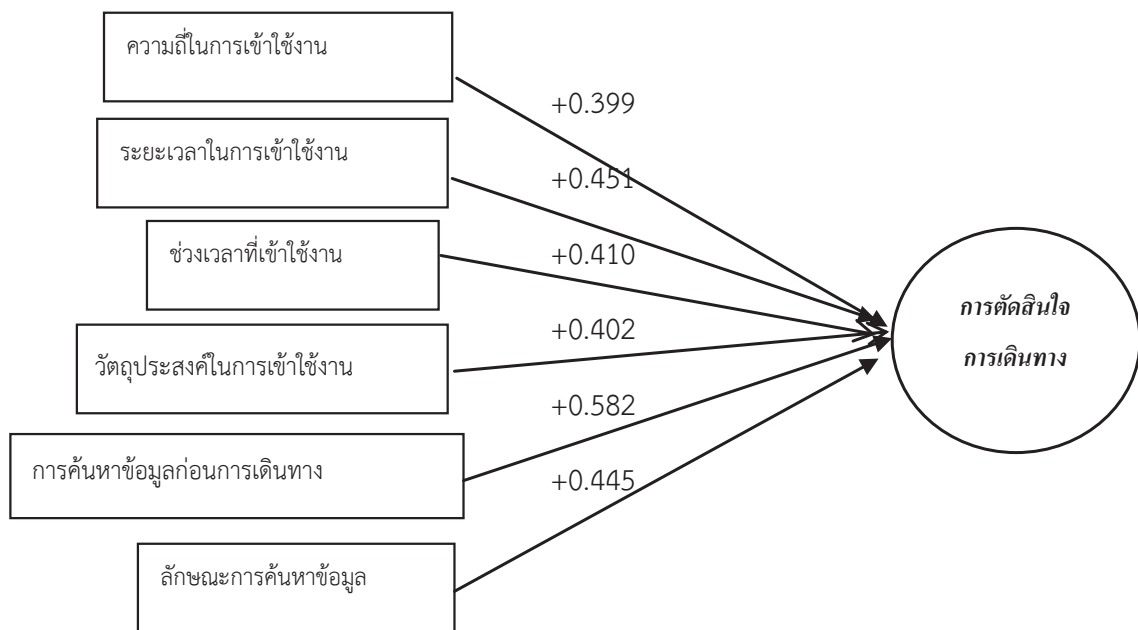 ความถี่ในการเข้าใช้งาน
+0.399
ระยะเวลาในการเข้าใช้งาน
+0.451
ช่วงเวลาที่เข้าใช้งาน
+0.410
วัตถุประสงค์ในการเข้าใช้งาน
+0.402
การค้นหาข้อมูลก่อนการเดินทาง
+0.582
ลักษณะการค้นหาข้อมูล
+0.445
การตัดสินใจ
การเดินทาง